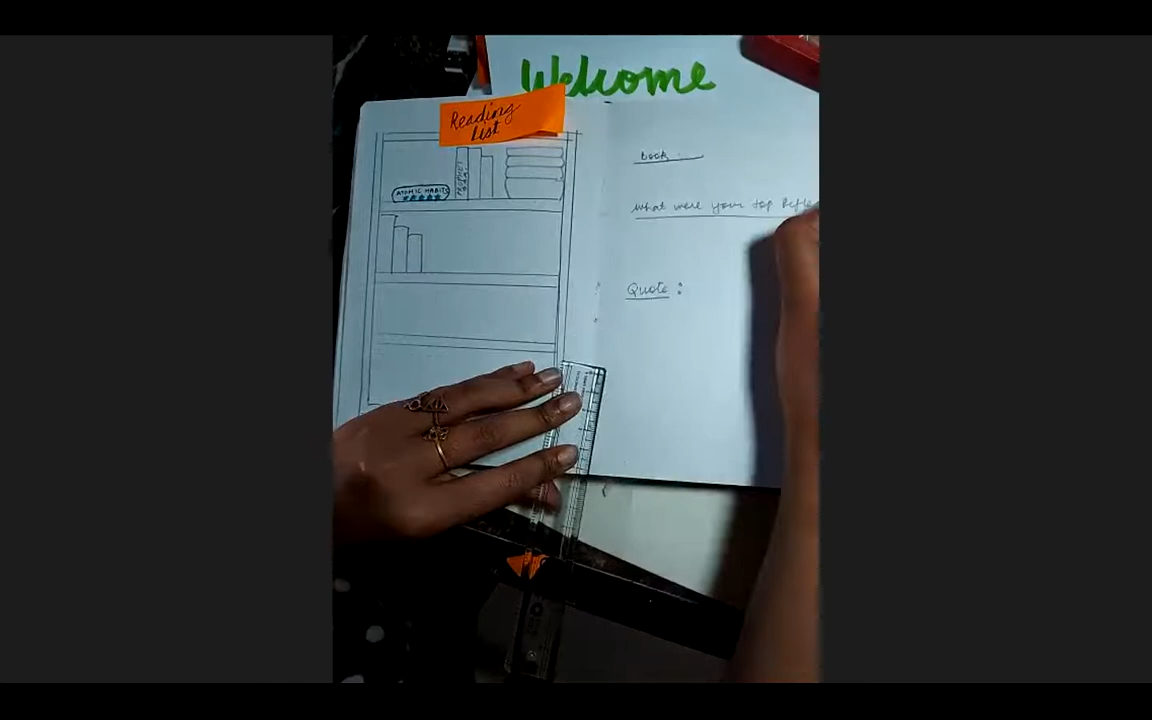 Welcome
Reading
List
ATOMIC HABITS
Book
What were your top
Quote :